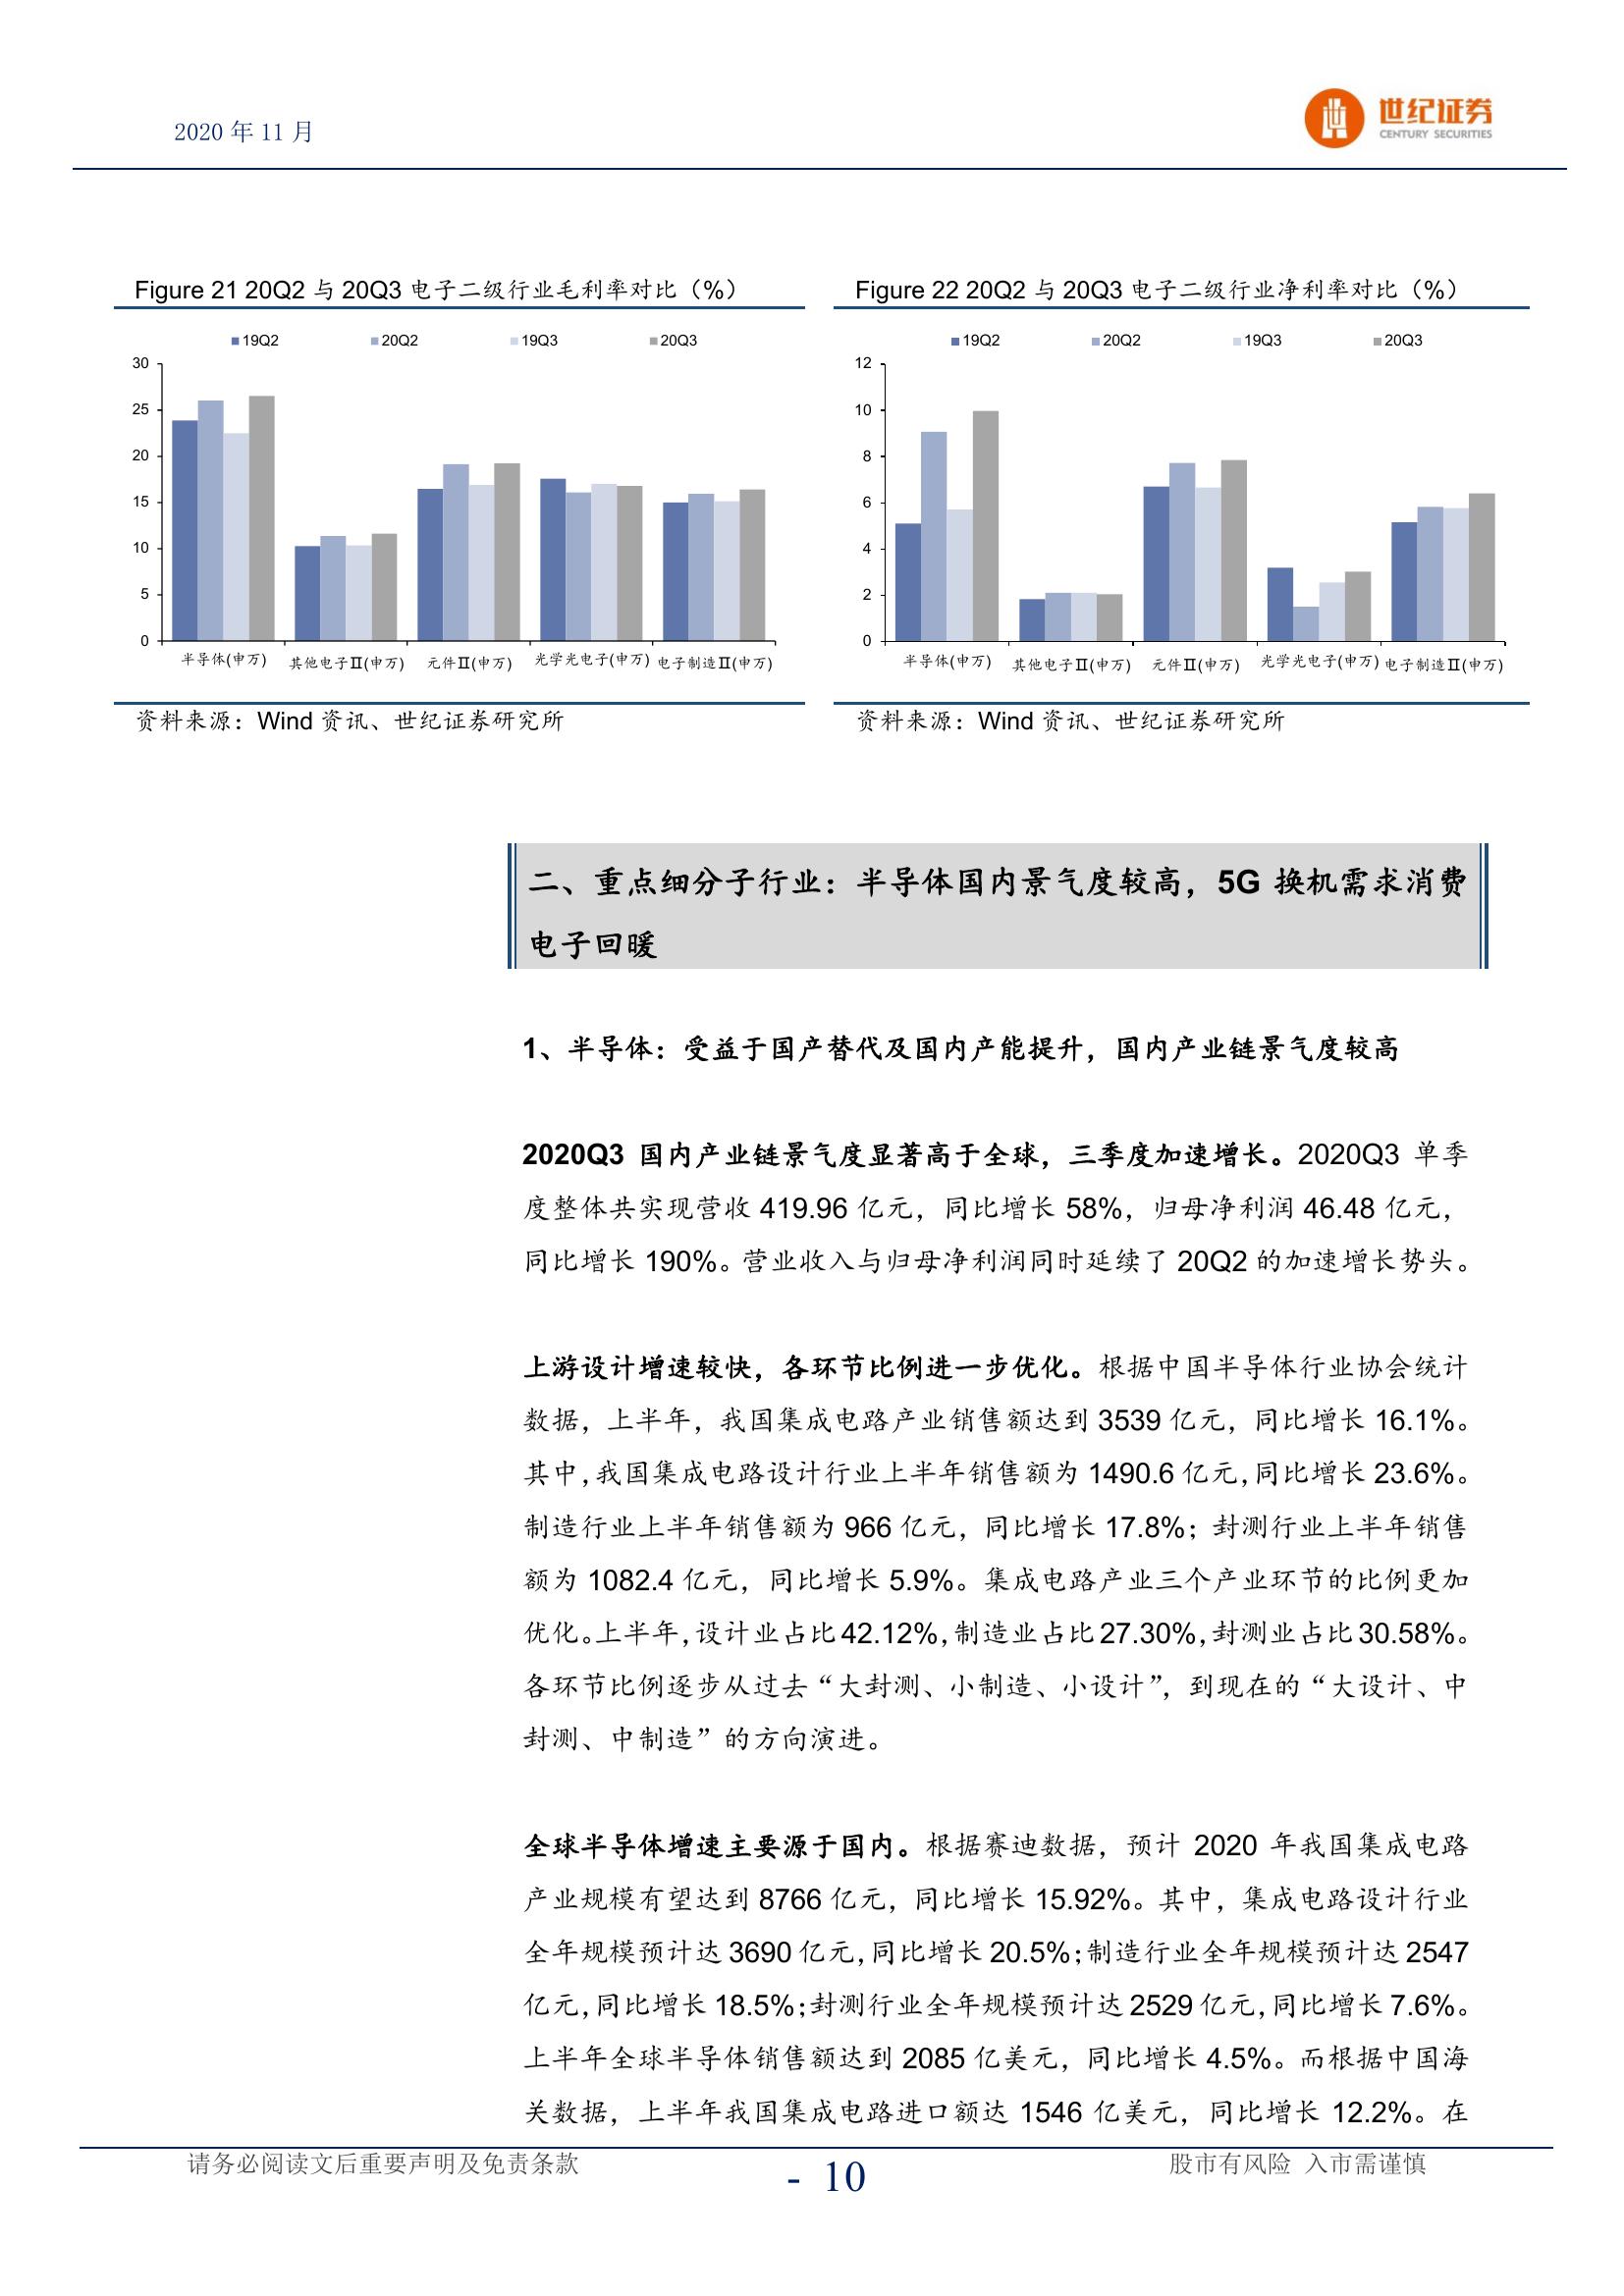 2020 年 11 月
世纪证券
CENTURY SECURITIES
Figure 21 20Q2 与 20Q3 电子二级行业毛利率对比（%）
19Q2 20Q2 19Q3 20Q3
30
25
20
15
10
5
0
半导体(申万) 其他电子Ⅱ(申万) 元件Ⅱ(申万) 光学光电子(申万) 电子制造Ⅱ(申万)
资料来源：Wind 资讯、世纪证券研究所
Figure 22 20Q2 与 20Q3 电子二级行业净利率对比（%）
19Q2 20Q2 19Q3 20Q3
12
10
8
6
4
2
0
半导体(申万) 其他电子Ⅱ(申万) 元件Ⅱ(申万) 光学光电子(申万) 电子制造Ⅱ(申万)
资料来源：Wind 资讯、世纪证券研究所
二、重点细分子行业：半导体国内景气度较高，5G 换机需求消费
电子回暖
1、半导体：受益于国产替代及国内产能提升，国内产业链景气度较高
2020Q3 国内产业链景气度显著高于全球，三季度加速增长。2020Q3 单季
度整体共实现营收 419.96 亿元，同比增长 58%，归母净利润 46.48 亿元，
同比增长 190%。营业收入与归母净利润同时延续了 20Q2 的加速增长势头。
上游设计增速较快，各环节比例进一步优化。根据中国半导体行业协会统计
数据，上半年，我国集成电路产业销售额达到 3539 亿元，同比增长 16.1%。
其中，我国集成电路设计行业上半年销售额为 1490.6 亿元，同比增长 23.6%。
制造行业上半年销售额为 966 亿元，同比增长 17.8%；封测行业上半年销售
额为 1082.4 亿元，同比增长 5.9%。集成电路产业三个产业环节的比例更加
优化。上半年，设计业占比 42.12%，制造业占比 27.30%，封测业占比 30.58%。
各环节比例逐步从过去“大封测、小制造、小设计”，到现在的“大设计、中
封测、中制造”的方向演进。
全球半导体增速主要源于国内。根据赛迪数据，预计 2020 年我国集成电路
产业规模有望达到 8766 亿元，同比增长 15.92%。其中，集成电路设计行业
全年规模预计达 3690 亿元，同比增长 20.5%；制造行业全年规模预计达 2547
亿元，同比增长 18.5%；封测行业全年规模预计达 2529 亿元，同比增长 7.6%。
上半年全球半导体销售额达到 2085 亿美元，同比增长 4.5%。而根据中国海
关数据，上半年我国集成电路进口额达 1546 亿美元，同比增长 12.2%。在
请务必阅读文后重要声明及免责条款
- 10
股市有风险 入市需谨慎